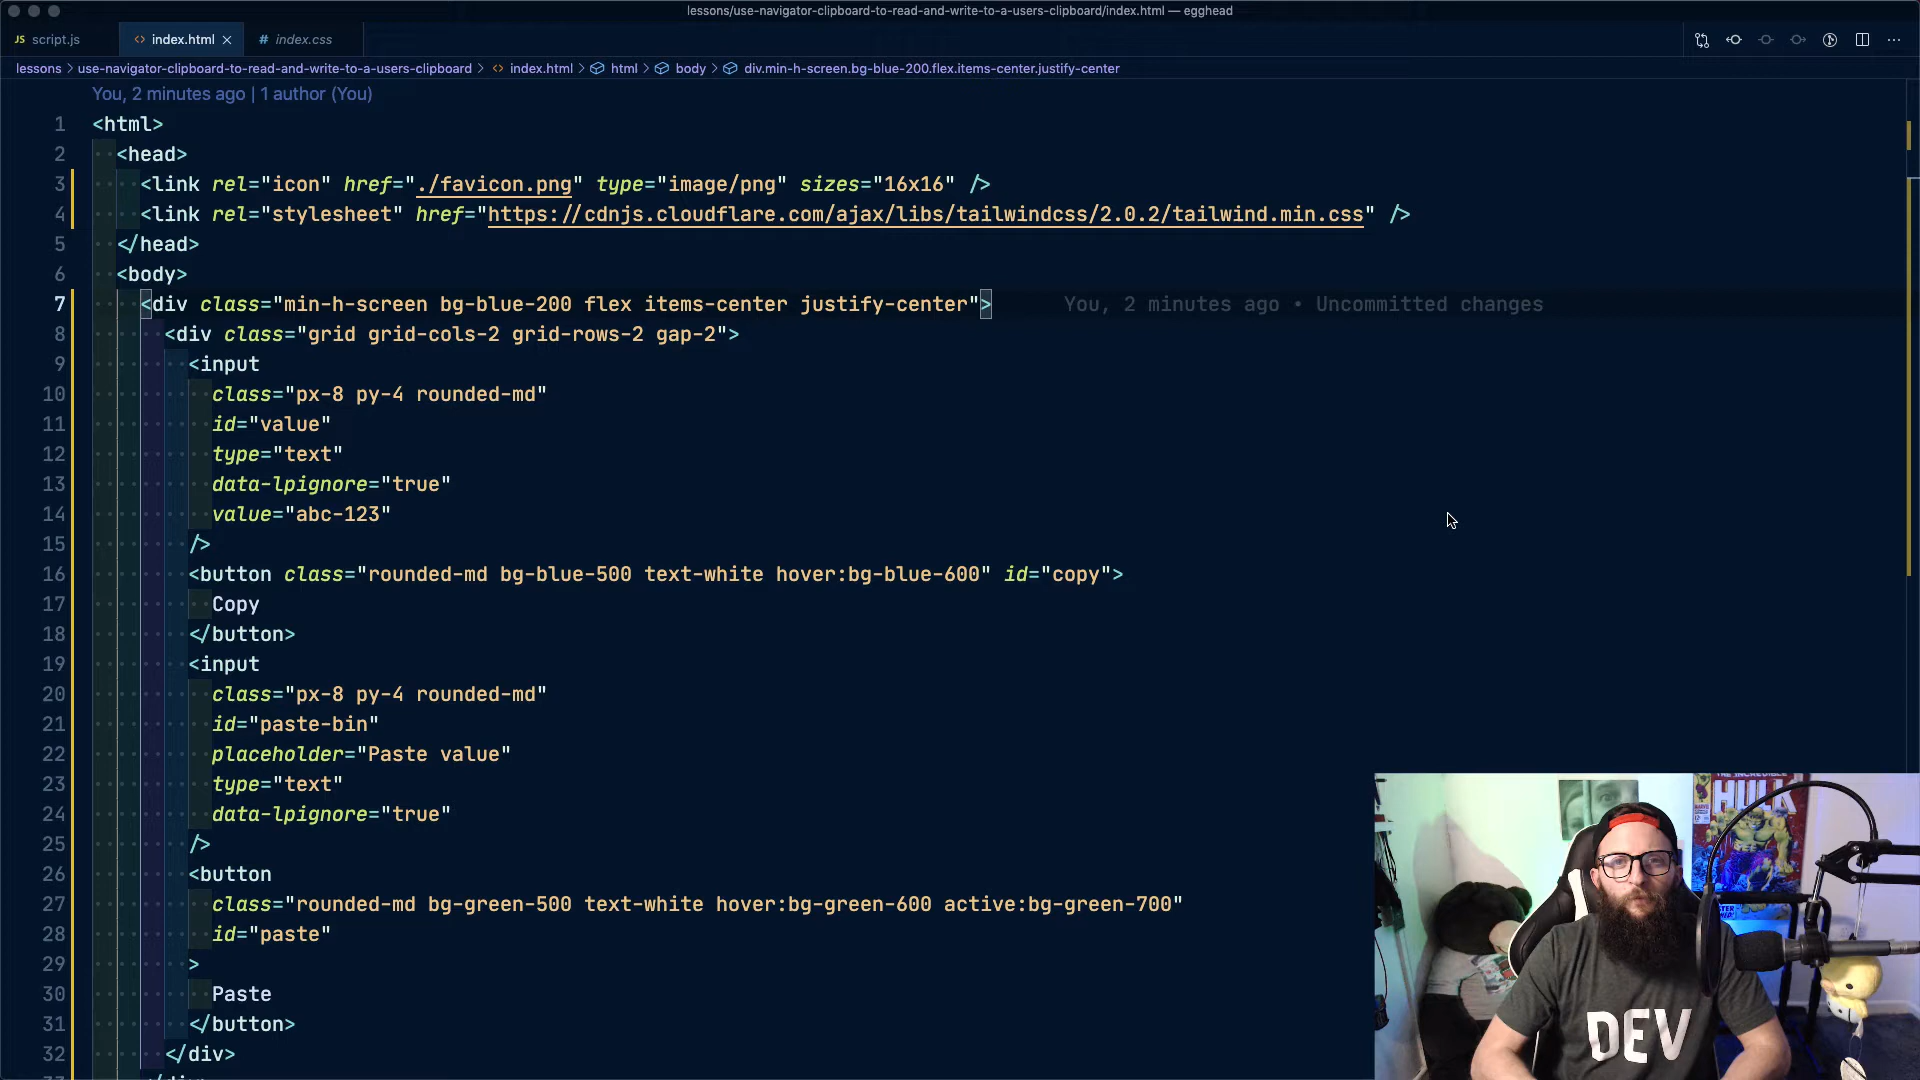 lessons/use-navigator-clipboard-to-read-and-write-to-a-users-clipboard/index.html — egghead
JS script.js <> index.html × # index.css
lessons > use-navigator-clipboard-to-read-and-write-to-a-users-clipboard > <> index.html > html > body > div.min-h-screen.bg-blue-200.flex.items-center.justify-center
You, 2 minutes ago | 1 author (You)
1 <html>
2 <head>
3 <link rel="icon" href="./favicon.png" type="image/png" sizes="16x16" />
4 <link rel="stylesheet" href="https://cdnjs.cloudflare.com/ajax/libs/tailwindcss/2.0.2/tailwind.min.css" />
5 </head>
6 <body>
7 <div class="min-h-screen bg-blue-200 flex items-center justify-center"> You, 2 minutes ago • Uncommitted changes
8 <div class="grid grid-cols-2 grid-rows-2 gap-2">
9 <input
10 class="px-8 py-4 rounded-md"
11 id="value"
12 type="text"
13 data-lpignore="true"
14 value="abc-123"
15 />
16 <button class="rounded-md bg-blue-500 text-white hover:bg-blue-600" id="copy">
17 Copy
18 </button>
19 <input
20 class="px-8 py-4 rounded-md"
21 id="paste-bin"
22 placeholder="Paste value"
23 type="text"
24 data-lpignore="true"
25 />
26 <button
27 class="rounded-md bg-green-500 text-white hover:bg-green-600 active:bg-green-700"
28 id="paste"
29 >
30 Paste
31 </button>
32 </div>
HULK
DEV